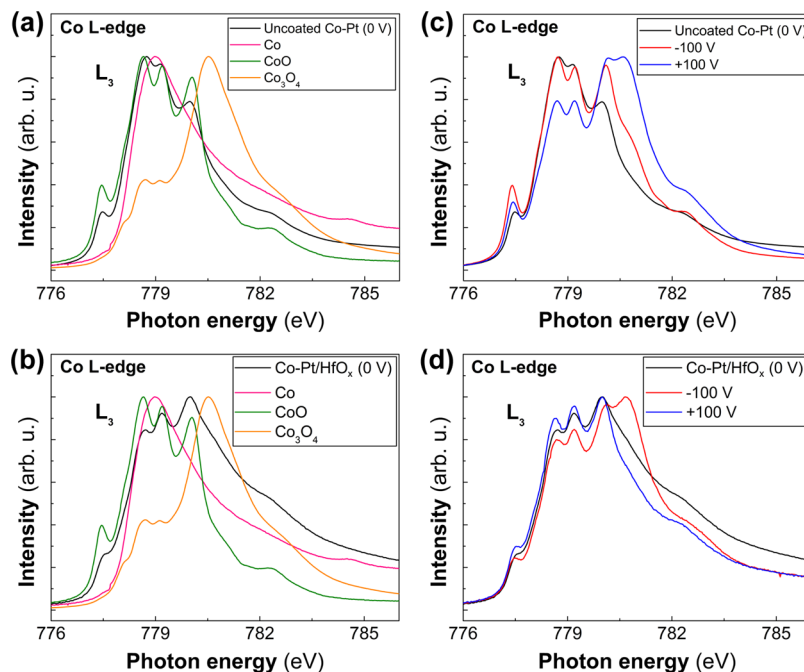 (a)
Co L-edge
L3
Uncoated Co-Pt (0 V)
Co
CoO
Co3O4
Intensity (arb. u.)
776
779
782
785
Photon energy (eV)
(c)
Co L-edge
L3
Uncoated Co-Pt (0 V)
-100 V
+100 V
Intensity (arb. u.)
776
779
782
785
Photon energy (eV)
(b)
Co L-edge
L3
Co-Pt/HfOx (0 V)
Co
CoO
Co3O4
Intensity (arb. u.)
776
779
782
785
Photon energy (eV)
(d)
Co L-edge
L3
Co-Pt/HfOx (0 V)
-100 V
+100 V
Intensity (arb. u.)
776
779
782
785
Photon energy (eV)